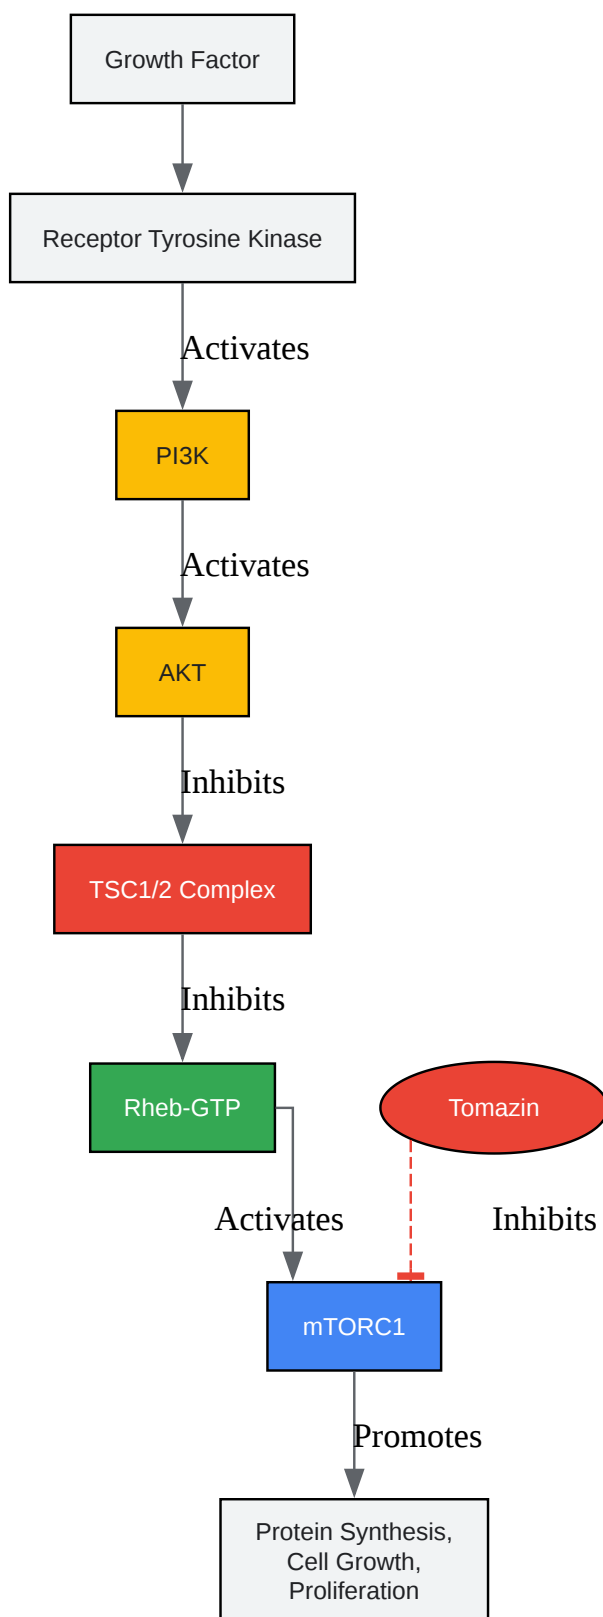 Growth Factor
Receptor Tyrosine Kinase
Activates
PI3K
Activates
AKT
Inhibits
TSC1/2 Complex
Inhibits
Rheb-GTP
Tomazin
Activates
Inhibits
mTORC1
Promotes
Protein Synthesis,
Cell Growth,
Proliferation